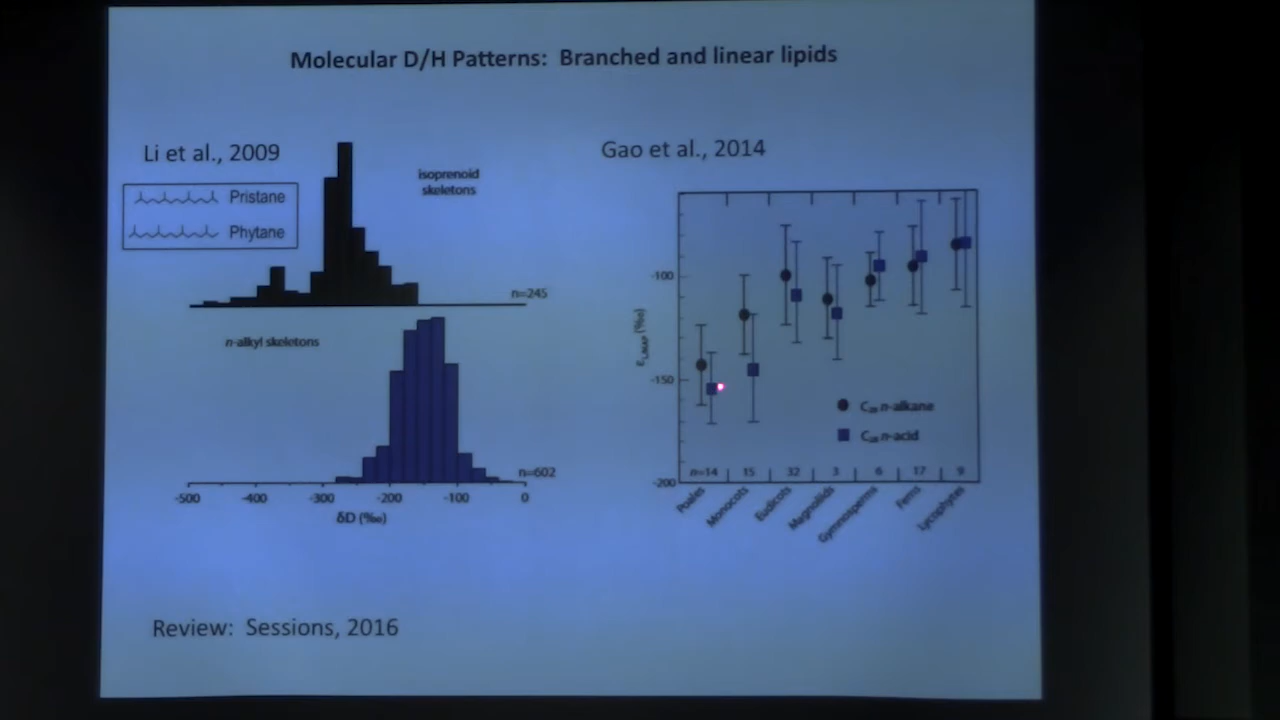 Molecular D/H Patterns: Branched and linear lipids
Li et al., 2009
Pristane
Phytane
isoprenoid
skeletons
n=245
n-alkyl skeletons
n=602
-500 -400 -300 -200 -100 0
δD (‰)
Gao et al., 2014
-100
-150
-200
(‰)
n-alkane
n-acid
n=14 15 32 3 6 17 9
Poales
Monocots
Eudicots
Magnoliids
Gymnosperms
Ferns
Lycophytes
Review: Sessions, 2016